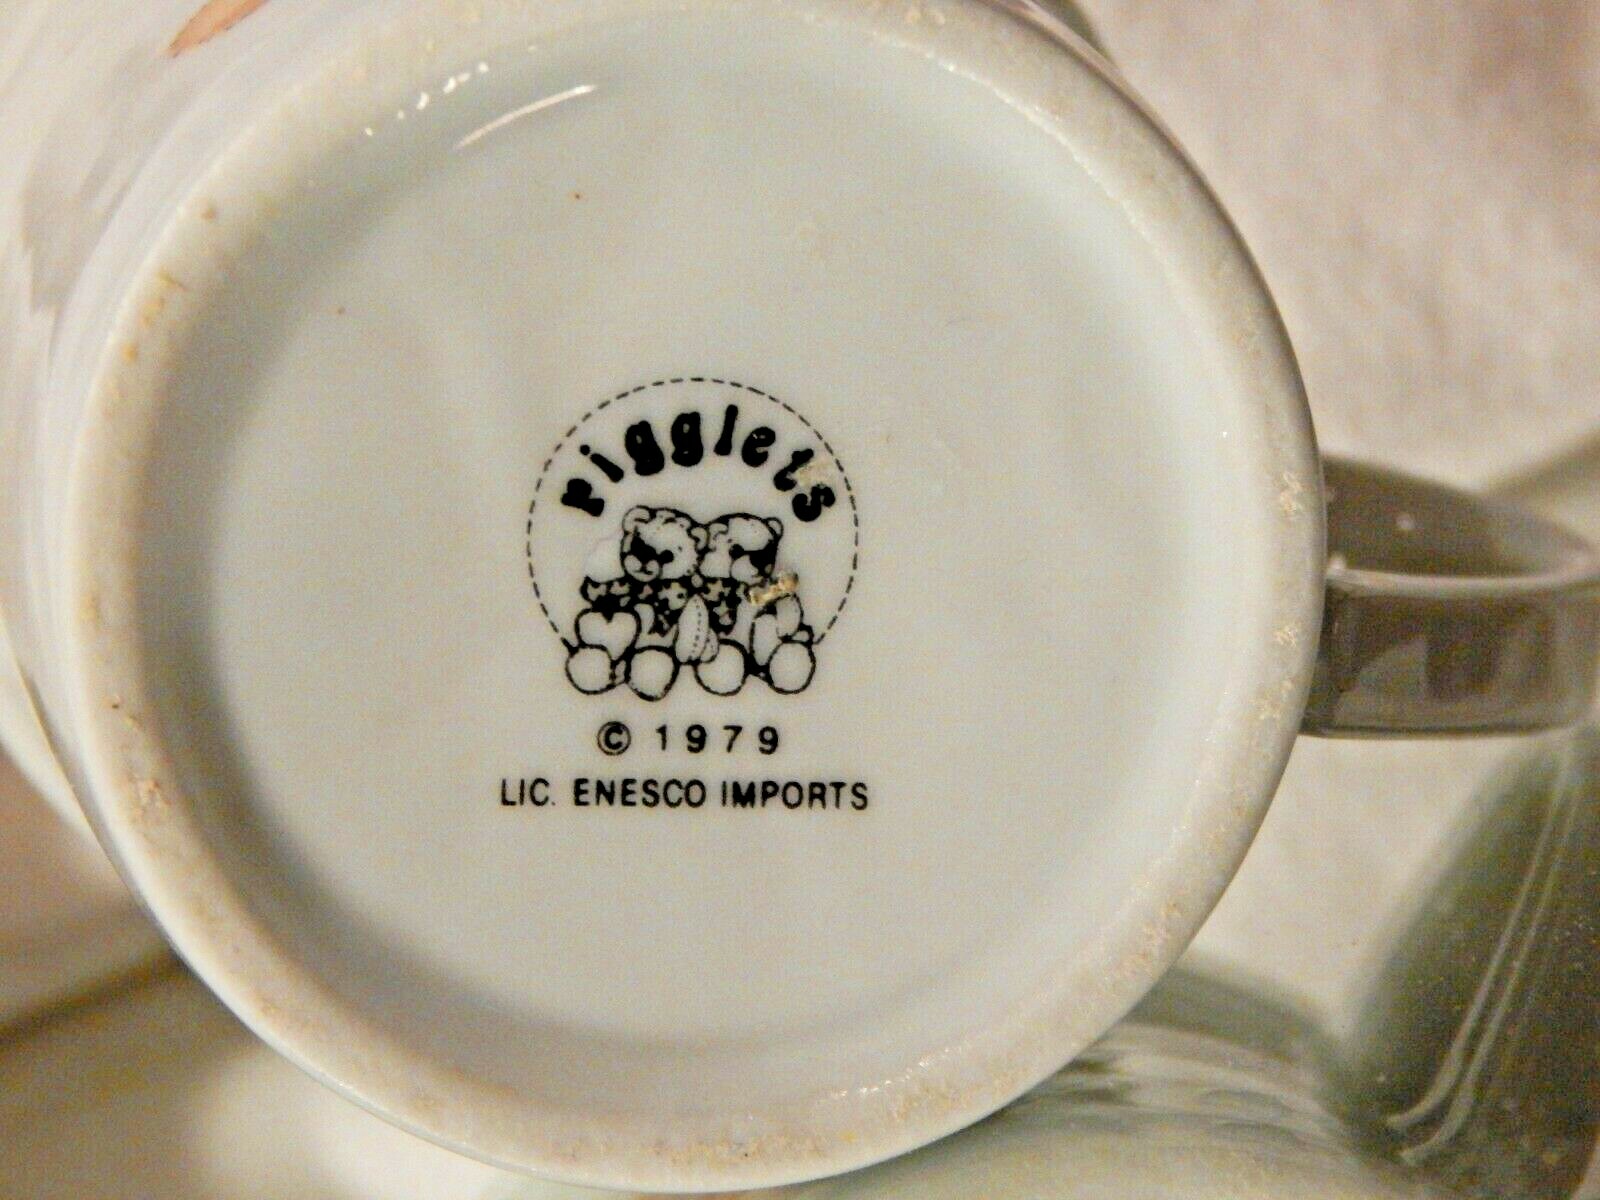 rigglets
© 1979
LIC. ENESCO IMPORTS